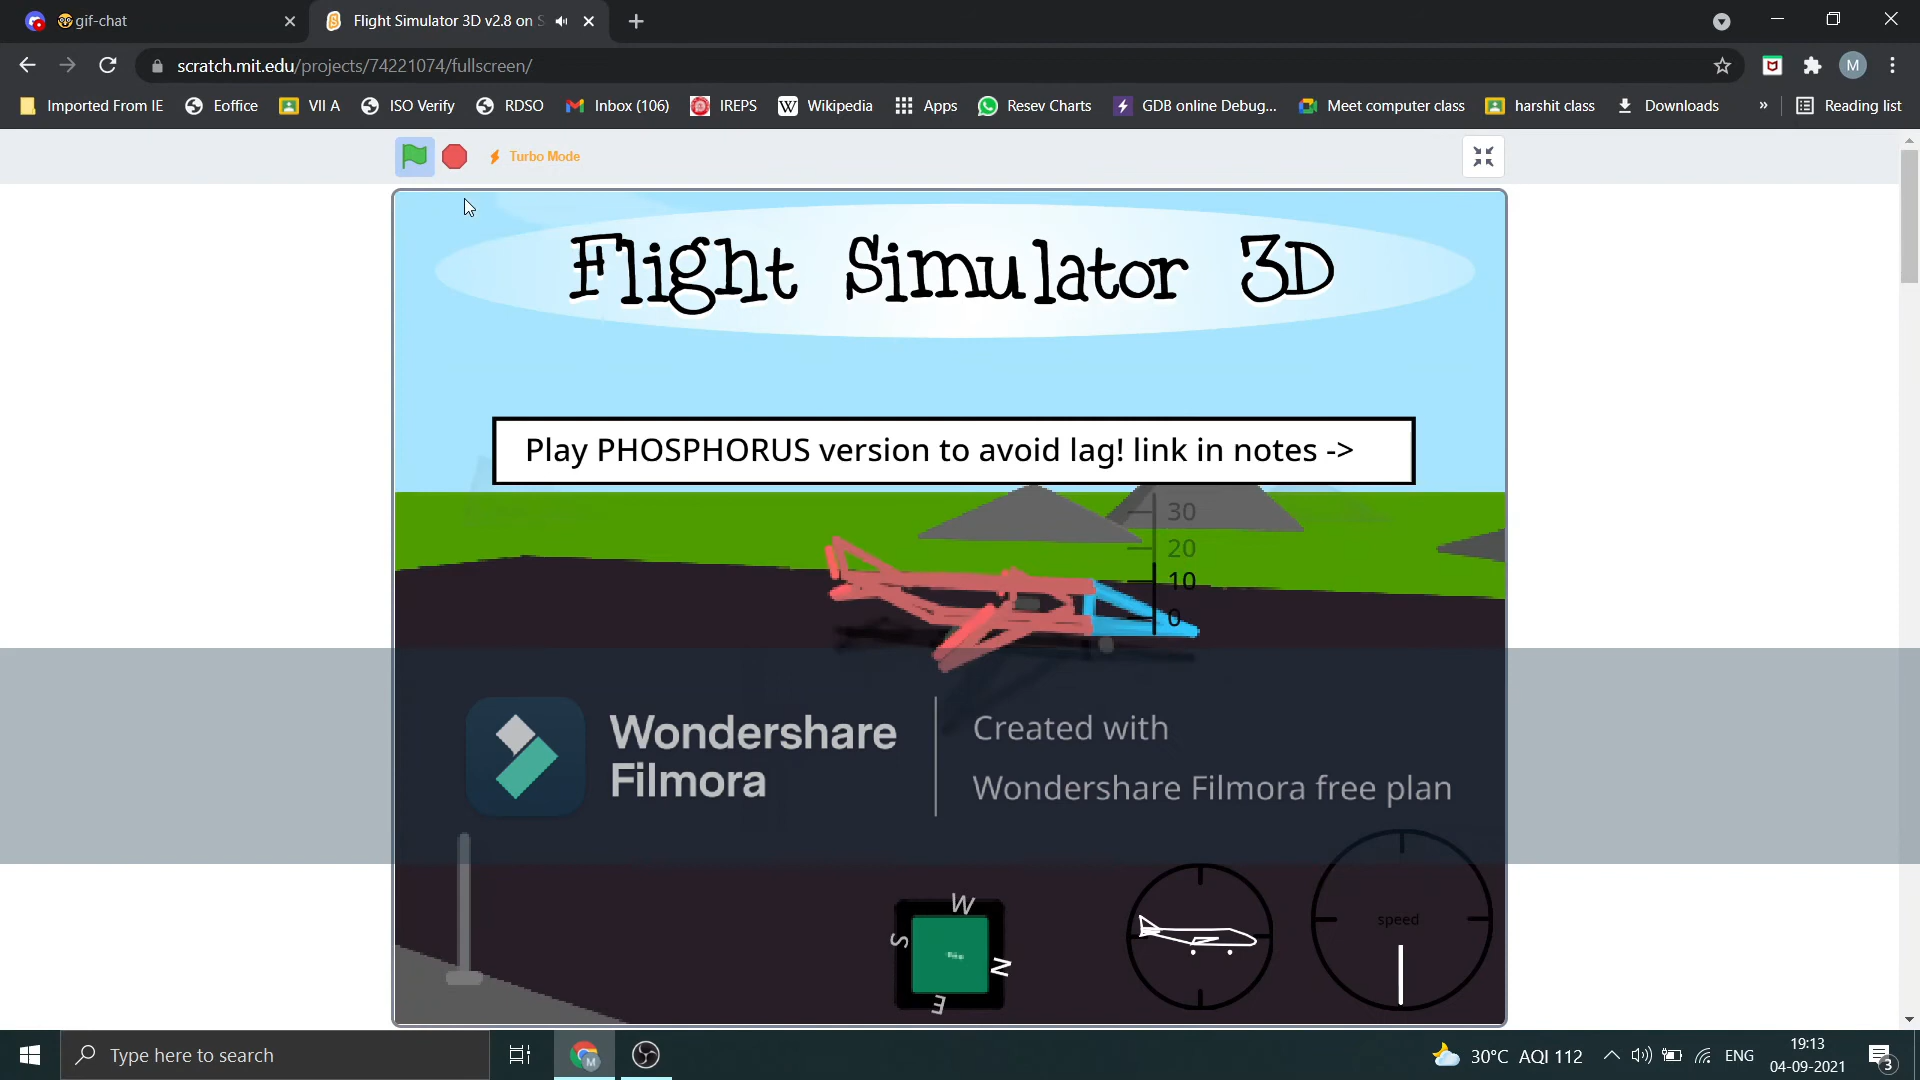 gif-chat
Flight Simulator 3D v2.8 on S
scratch.mit.edu/projects/74221074/fullscreen/
M
Imported From IE
Eoffice
VII A
ISO Verify
RDSO
Inbox (106)
IREPS
Wikipedia
Apps
Resev Charts
GDB online Debug...
Meet computer class
harshit class
Downloads
»
Reading list
Turbo Mode
Flight Simulator 3D
Play PHOSPHORUS version to avoid lag! link in notes ->
30
20
10
0
Wondershare
Filmora
Created with
Wondershare Filmora free plan
W
S
N
E
speed
Type here to search
30°C AQI 112
ENG
19:13
04-09-2021
3